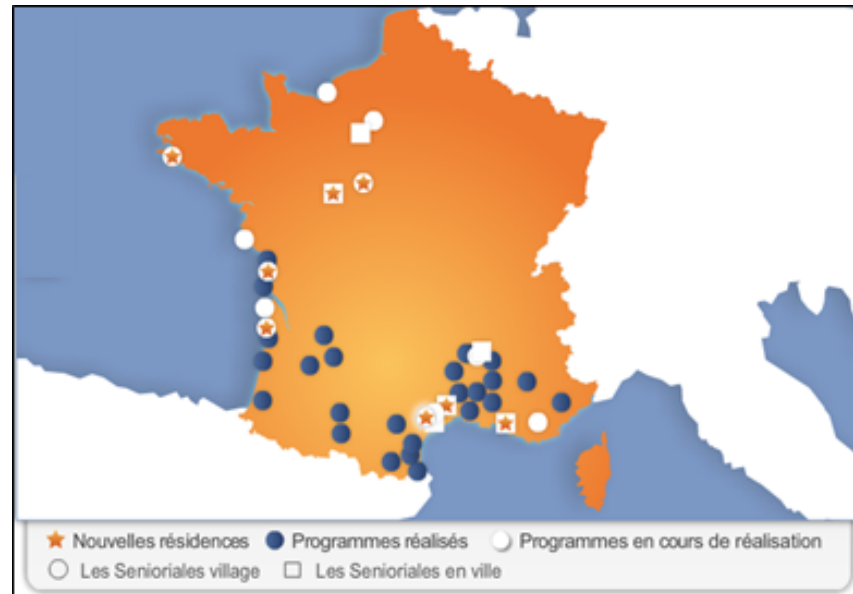 Nouvelles résidences Programmes réalisés Programmes en cours de réalisation
Les Senioriales village Les Senioriales en ville